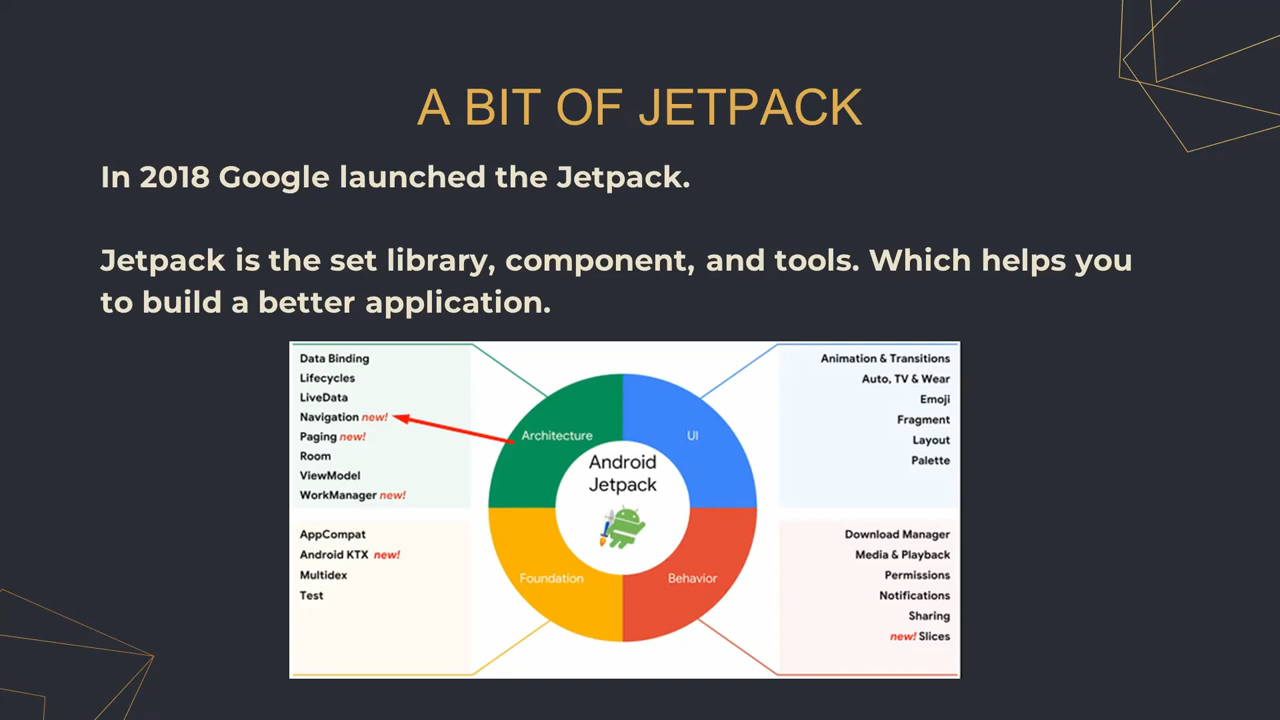 A BIT OF JETPACK
In 2018 Google launched the Jetpack.
Jetpack is the set library, component, and tools. Which helps you
to build a better application.
Data Binding
Lifecycles
LiveData
Navigation new!
Paging new!
Room
ViewModel
WorkManager new!
Architecture
UI
Animation & Transitions
Auto, TV & Wear
Emoji
Fragment
Layout
Palette
Android
Jetpack
AppCompat
Android KTX new!
Multidex
Test
Foundation
Behavior
Download Manager
Media & Playback
Permissions
Notifications
Sharing
new! Slices